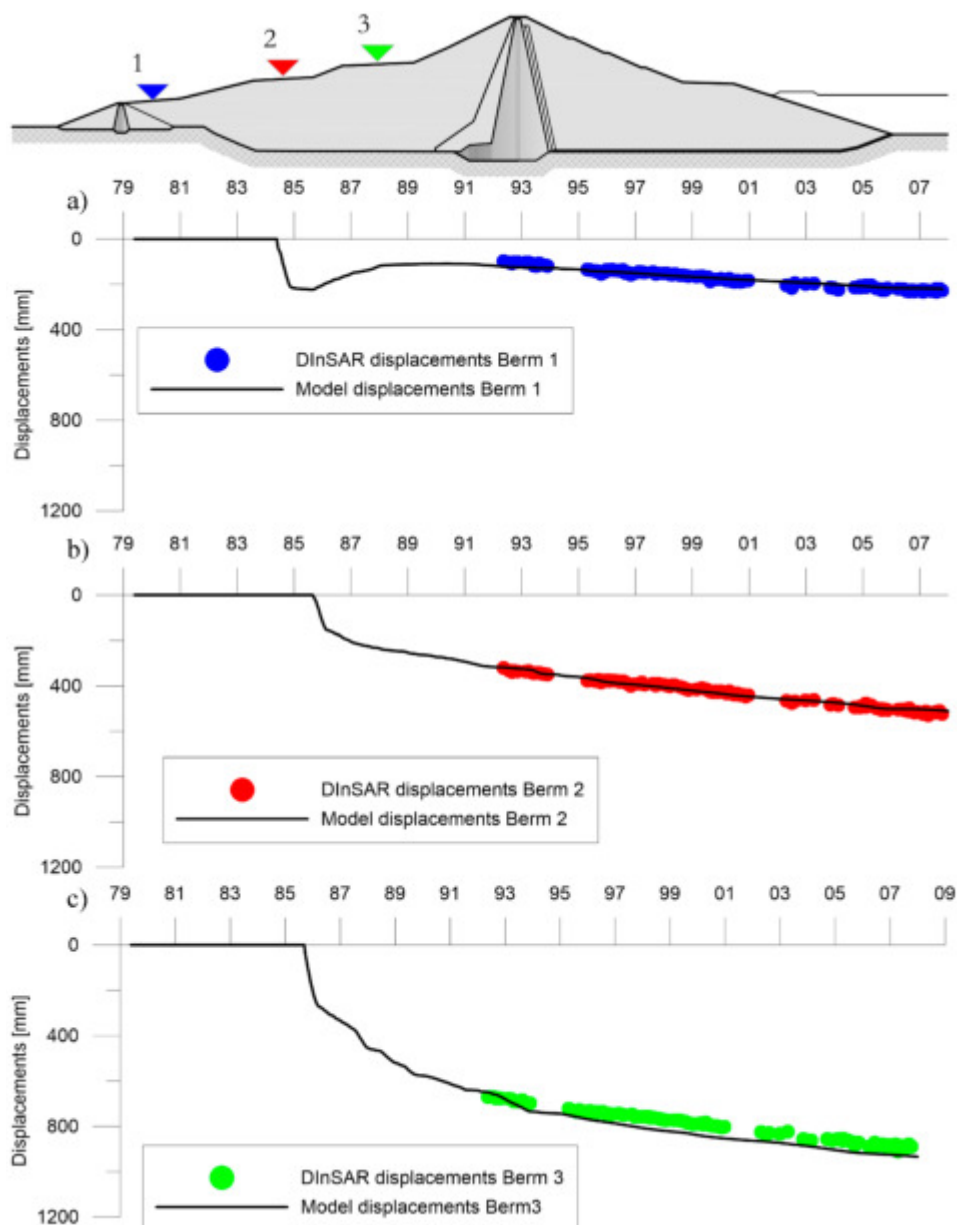 1
2
3
a)
79 81 83 85 87 89 91 93 95 97 99 01 03 05 07
0
400
800
1200
Displacements [mm]
DInSAR displacements Berm 1
Model displacements Berm 1
b)
79 81 83 85 87 89 91 93 95 97 99 01 03 05 07
0
400
800
1200
Displacements [mm]
DInSAR displacements Berm 2
Model displacements Berm 2
c)
79 81 83 85 87 89 91 93 95 97 99 01 03 05 07 09
0
400
800
1200
Displacements [mm]
DInSAR displacements Berm 3
Model displacements Berm3